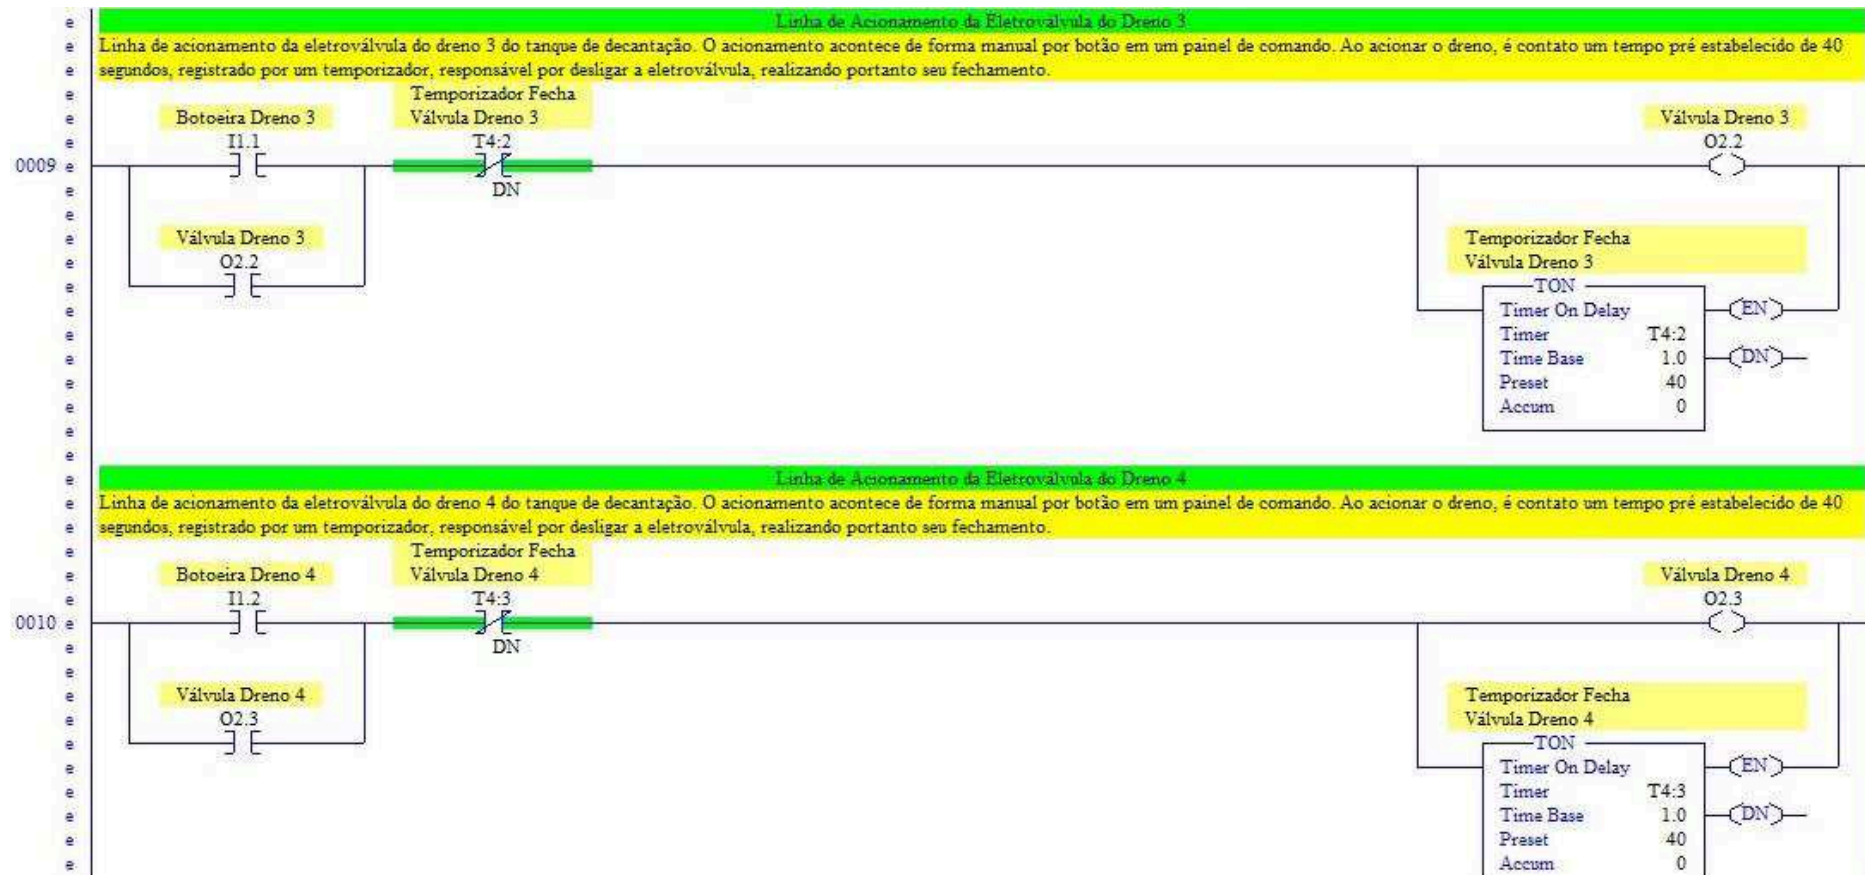 Linha de Acionamento da Eletroválvula do Dreno 3
Linha de acionamento da eletroválvula do dreno 3 do tanque de decantação. O acionamento acontece de forma manual por botão em um painel de comando. Ao acionar o dreno, é contato um tempo pré estabelecido de 40
segundos, registrado por um temporizador, responsável por desligar a eletroválvula, realizando portanto seu fechamento.
Temporizador Fecha
Botoeira Dreno 3 Válvula Dreno 3 Válvula Dreno 3
I1.1 T4:2 O2.2
0009
DN
Válvula Dreno 3 Temporizador Fecha
O2.2 Válvula Dreno 3
TON
Timer On Delay EN
Timer T4:2
Time Base 1.0 DN
Preset 40
Accum 0
Linha de Acionamento da Eletroválvula do Dreno 4
Linha de acionamento da eletroválvula do dreno 4 do tanque de decantação. O acionamento acontece de forma manual por botão em um painel de comando. Ao acionar o dreno, é contato um tempo pré estabelecido de 40
segundos, registrado por um temporizador, responsável por desligar a eletroválvula, realizando portanto seu fechamento.
Temporizador Fecha
Botoeira Dreno 4 Válvula Dreno 4 Válvula Dreno 4
I1.2 T4:3 O2.3
0010
DN
Válvula Dreno 4 Temporizador Fecha
O2.3 Válvula Dreno 4
TON
Timer On Delay EN
Timer T4:3
Time Base 1.0 DN
Preset 40
Accum 0